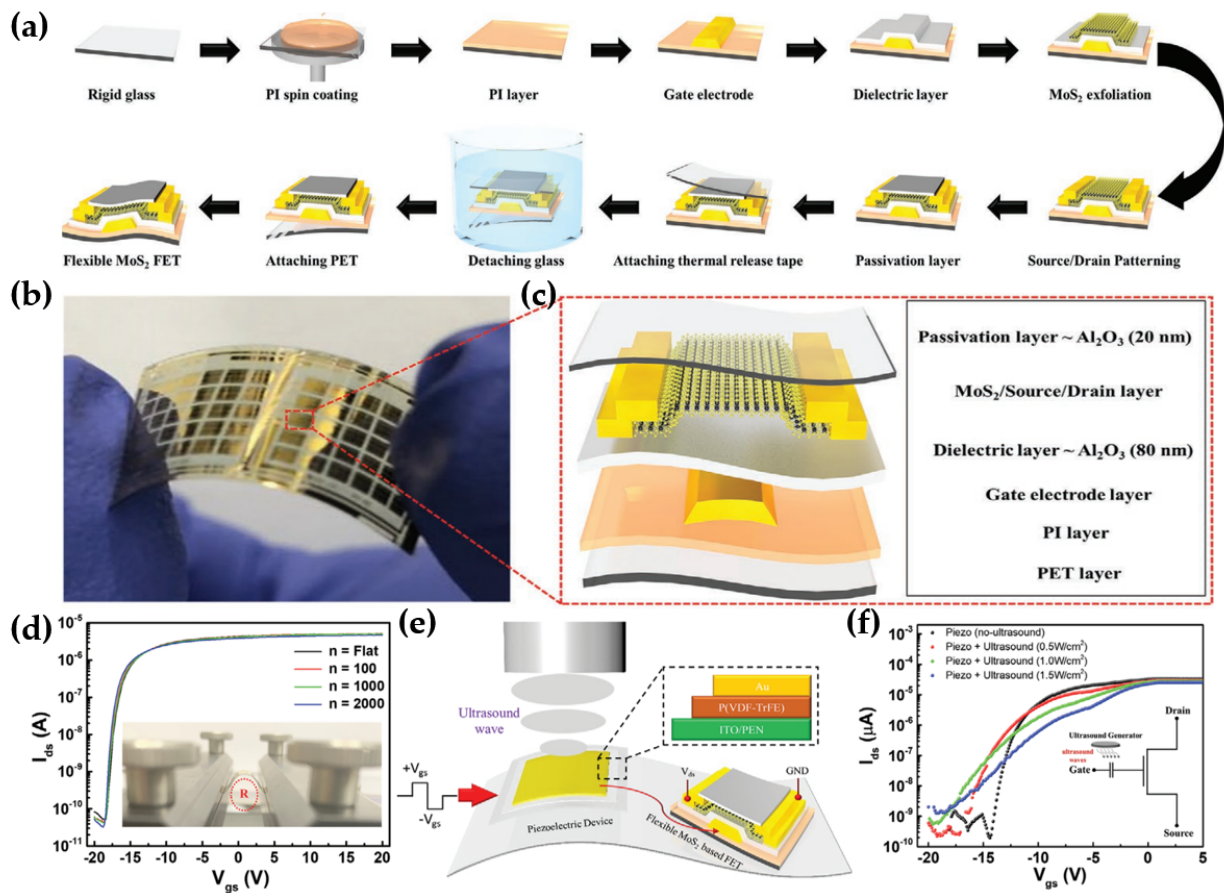 (a)
Rigid glass
PI spin coating
PI layer
Gate electrode
Dielectric layer
MoS₂ exfoliation
Flexible MoS₂ FET
Attaching PET
Detaching glass
Attaching thermal release tape
Passivation layer
Source/Drain Patterning
(b)
(c)
Passivation layer ~ Al₂O₃ (20 nm)
MoS₂/Source/Drain layer
Dielectric layer ~ Al₂O₃ (80 nm)
Gate electrode layer
PI layer
PET layer
(d)
10⁻⁵
10⁻⁶
10⁻⁷
10⁻⁸
10⁻⁹
10⁻¹⁰
10⁻¹¹
I_ds (A)
n = Flat
n = 100
n = 1000
n = 2000
R
-20 -15 -10 -5 0 5 10 15 20
V_gs (V)
(e)
Ultrasound
wave
Au
P(VDF-TrFE)
ITO/PEN
+V_gs
-V_gs
V_ds
GND
Piezoelectric Device
Flexible MoS₂ based FET
(f)
10⁻³
10⁻⁴
10⁻⁵
10⁻⁶
10⁻⁷
10⁻⁸
10⁻⁹
10⁻¹⁰
I_ds (μA)
Piezo (no-ultrasound)
Piezo + Ultrasound (0.5W/cm²)
Piezo + Ultrasound (1.0W/cm²)
Piezo + Ultrasound (1.5W/cm²)
Drain
Ultrasound Generator
ultrasound
waves
Gate
Source
-20 -15 -10 -5 0 5
V_gs (V)